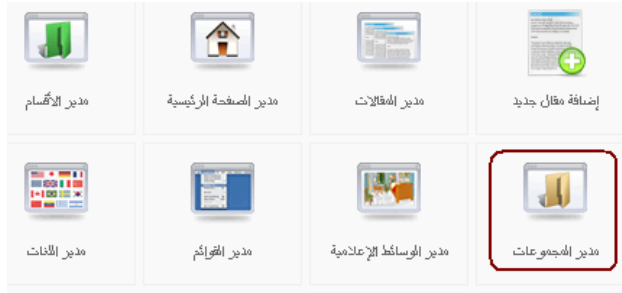 إضافة مقال جديد
مدير المقالات
مدير الصفحة الرئيسية
مدير الأقسام
مدير المجموعات
مدير الوسائط الإعلامية
مدير القوائم
مدير اللغات